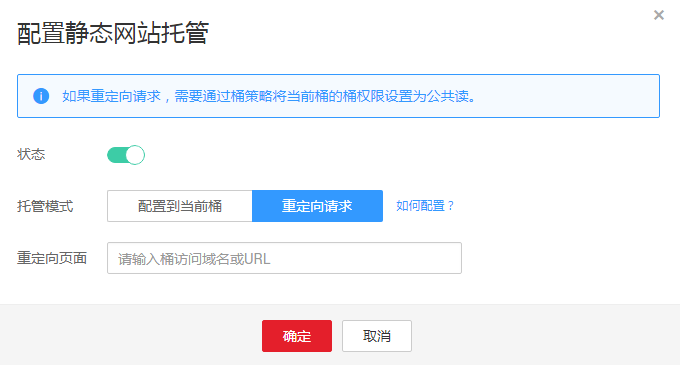 配置静态网站托管
如果重定向请求，需要通过桶策略将当前桶的桶权限设置为公共读。
状态
托管模式 配置到当前桶 重定向请求 如何配置？
重定向页面 请输入桶访问域名或URL
确定 取消